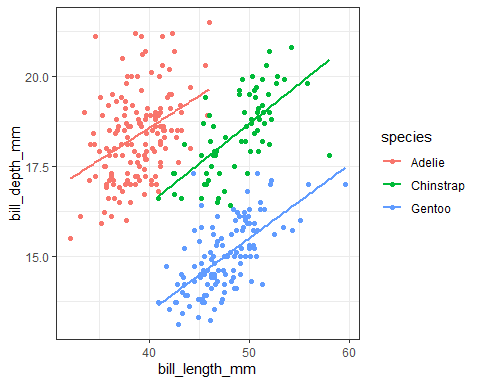 20.0
17.5
15.0
bill_depth_mm
40
50
60
bill_length_mm
species
Adelie
Chinstrap
Gentoo